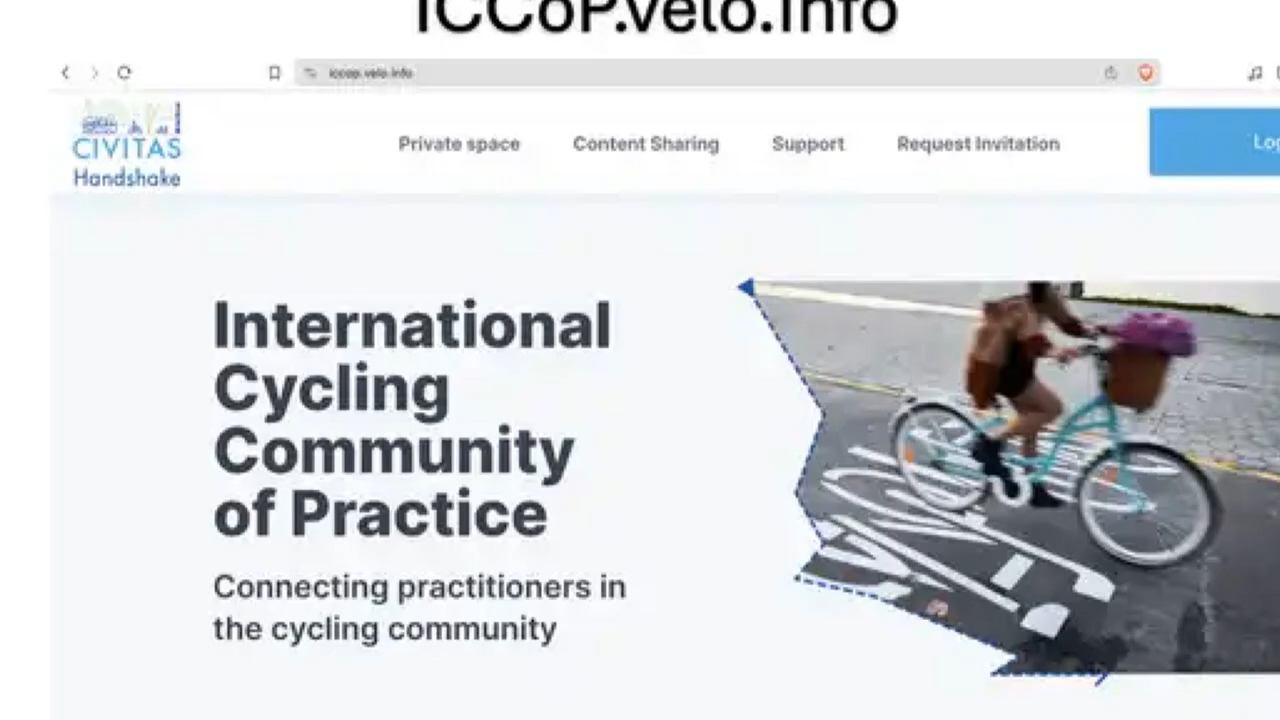 ICCoP.velo.info
iccop.velo.info
CIVITAS
Handshake
Private space
Content Sharing
Support
Request Invitation
International
Cycling
Community
of Practice
Connecting practitioners in
the cycling community